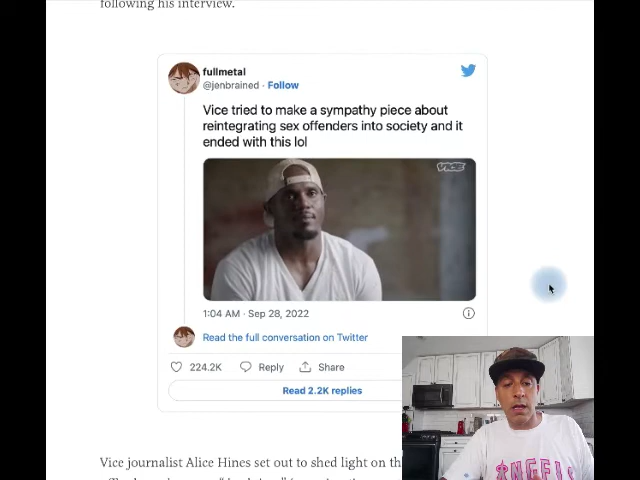 following his interview.
fullmetal
@jenbrained · Follow
Vice tried to make a sympathy piece about
reintegrating sex offenders into society and it
ended with this lol
VICE
1:04 AM · Sep 28, 2022
Read the full conversation on Twitter
224.2K Reply Share
Read 2.2K replies
Vice journalist Alice Hines set out to shed light on th
ANGELS